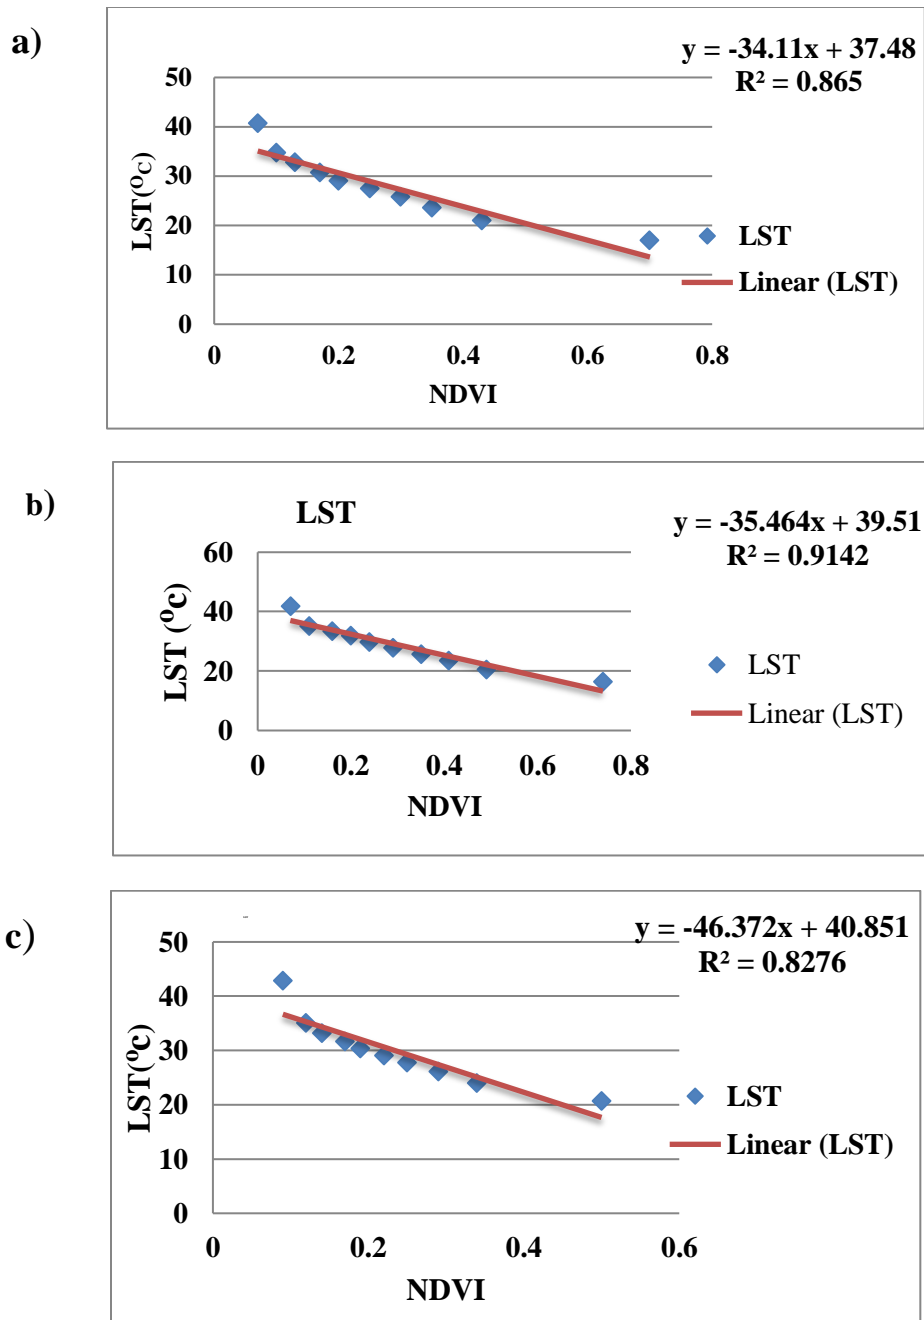 a)
y = -34.11x + 37.48
R² = 0.865
50
40
30
20
10
0
LST(⁰C)
0 0.2 0.4 0.6 0.8
NDVI
LST
Linear (LST)
b)
LST
y = -35.464x + 39.51
R² = 0.9142
60
40
20
0
LST (⁰c)
0 0.2 0.4 0.6 0.8
NDVI
LST
Linear (LST)
c)
y = -46.372x + 40.851
R² = 0.8276
50
40
30
20
10
0
LST(⁰c)
0 0.2 0.4 0.6
NDVI
LST
Linear (LST)